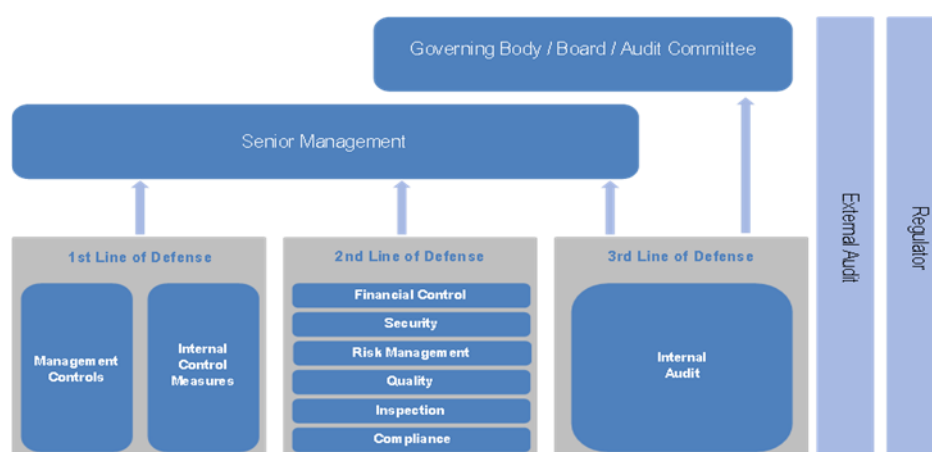 Governing Body / Board / Audit Committee
Senior Management
1st Line of Defense
Management
Controls
Internal
Control
Measures
2nd Line of Defense
Financial Control
Security
Risk Management
Quality
Inspection
Compliance
3rd Line of Defense
Internal
Audit
External Audit
Regulator